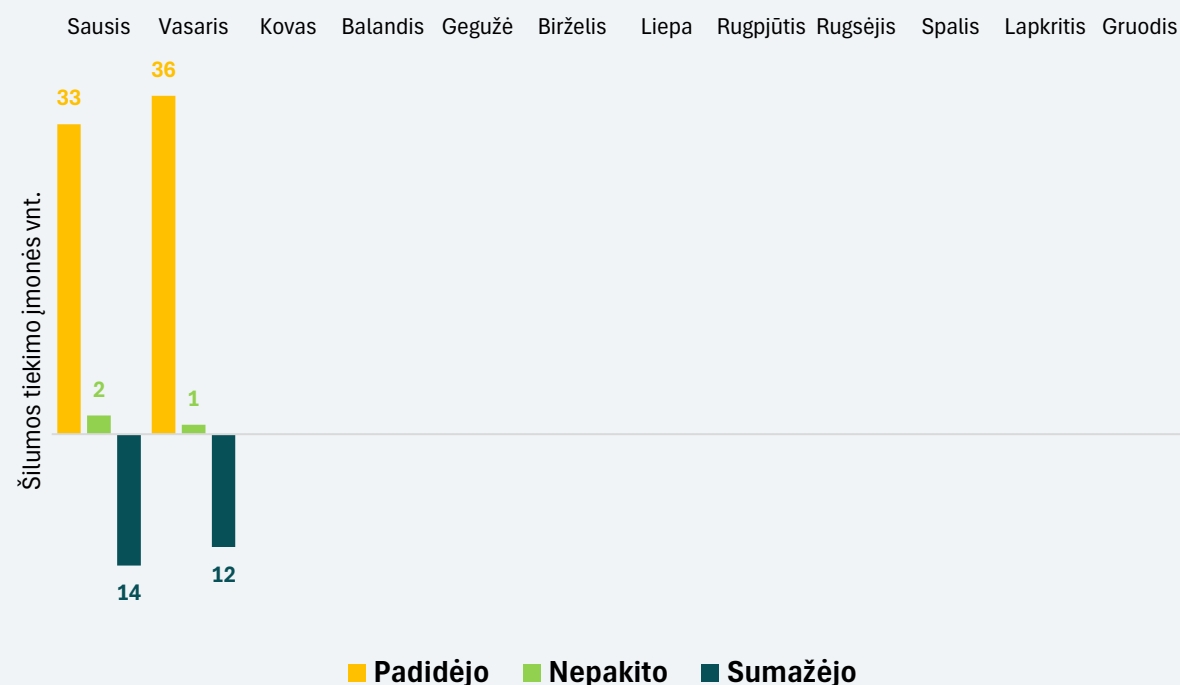 Sausis Vasaris Kovas Balandis Gegužė Birželis Liepa Rugpjūtis Rugsėjis Spalis Lapkritis Gruodis
36
33
2
1
12
14
Šilumos tiekimo įmonės vnt.
Padidėjo Nepakito Sumažėjo